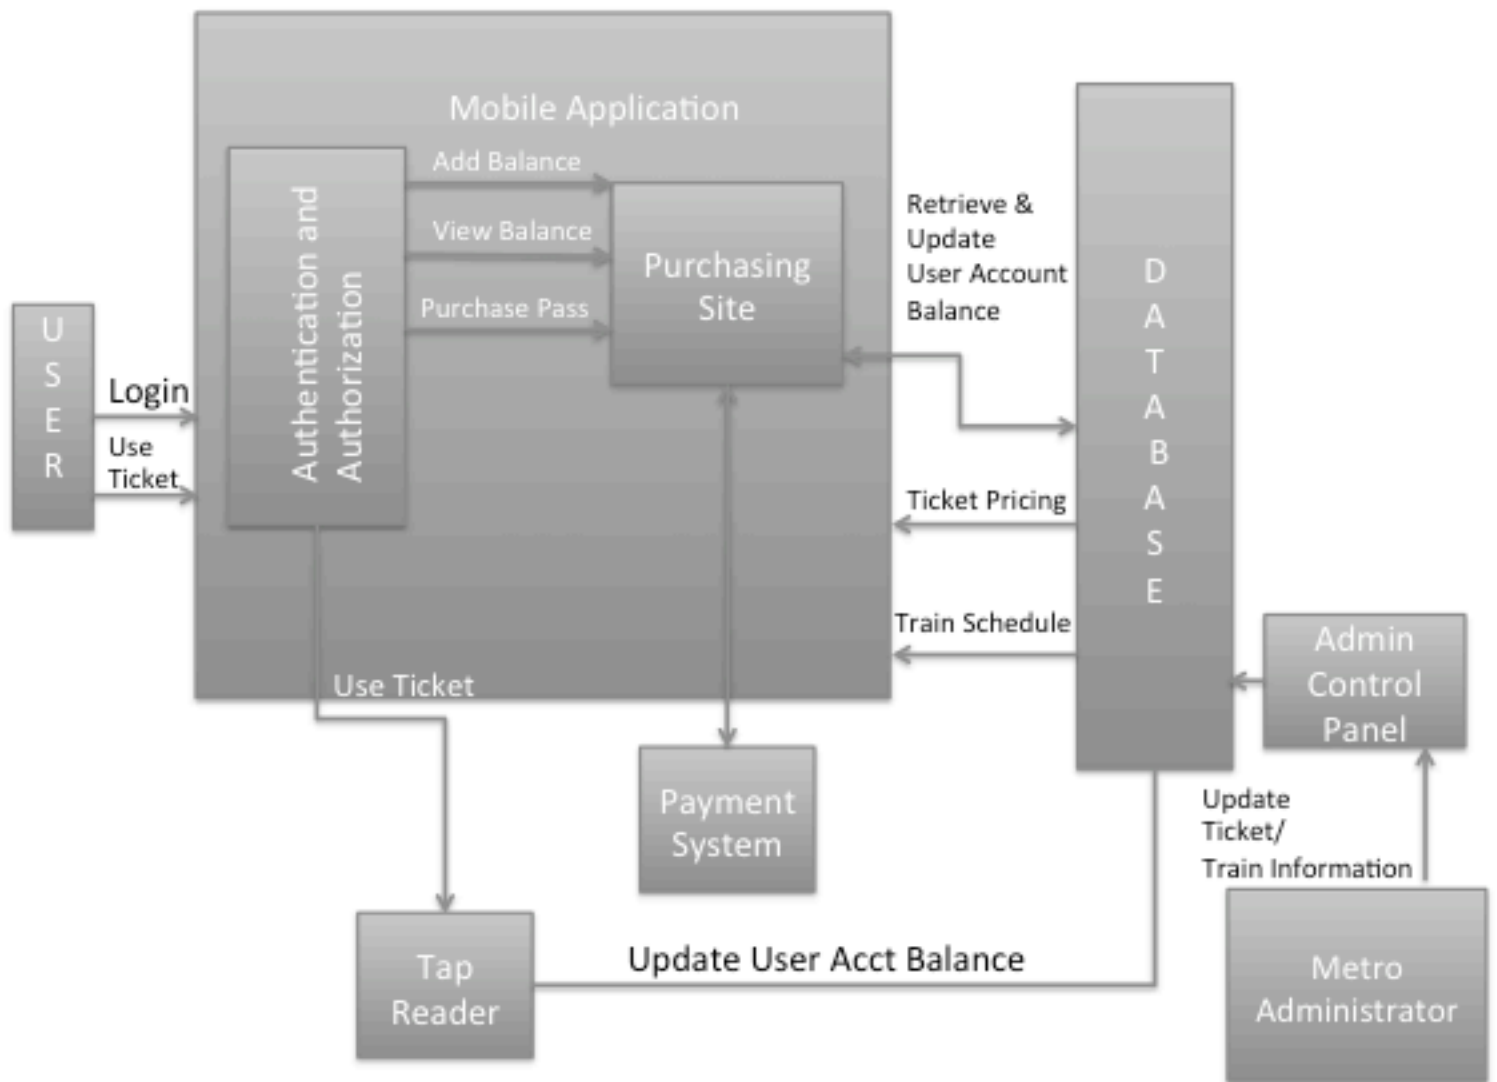 Mobile Application
Add Balance
View Balance
Purchase Pass
Authentication and
Authorization
Purchasing
Site
USER
Login
Use
Ticket
Retrieve &
Update
User Account
Balance
DATABASE
Ticket Pricing
Train Schedule
Admin
Control
Panel
Use Ticket
Payment
System
Update
Ticket/
Train Information
Tap
Reader
Update User Acct Balance
Metro
Administrator